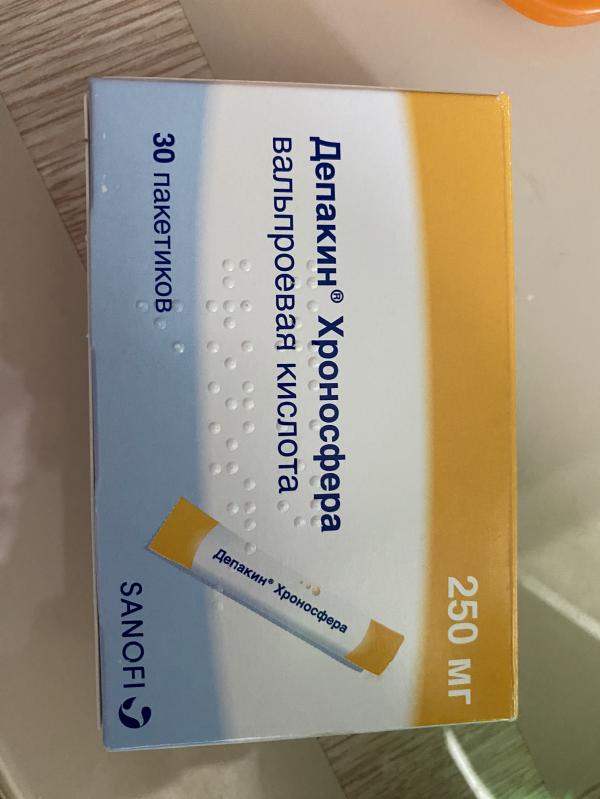 250 мг
Депакин® Хроносфера
вальпроевая кислота
Депакин® Хроносфера
30 пакетиков
SANOFI